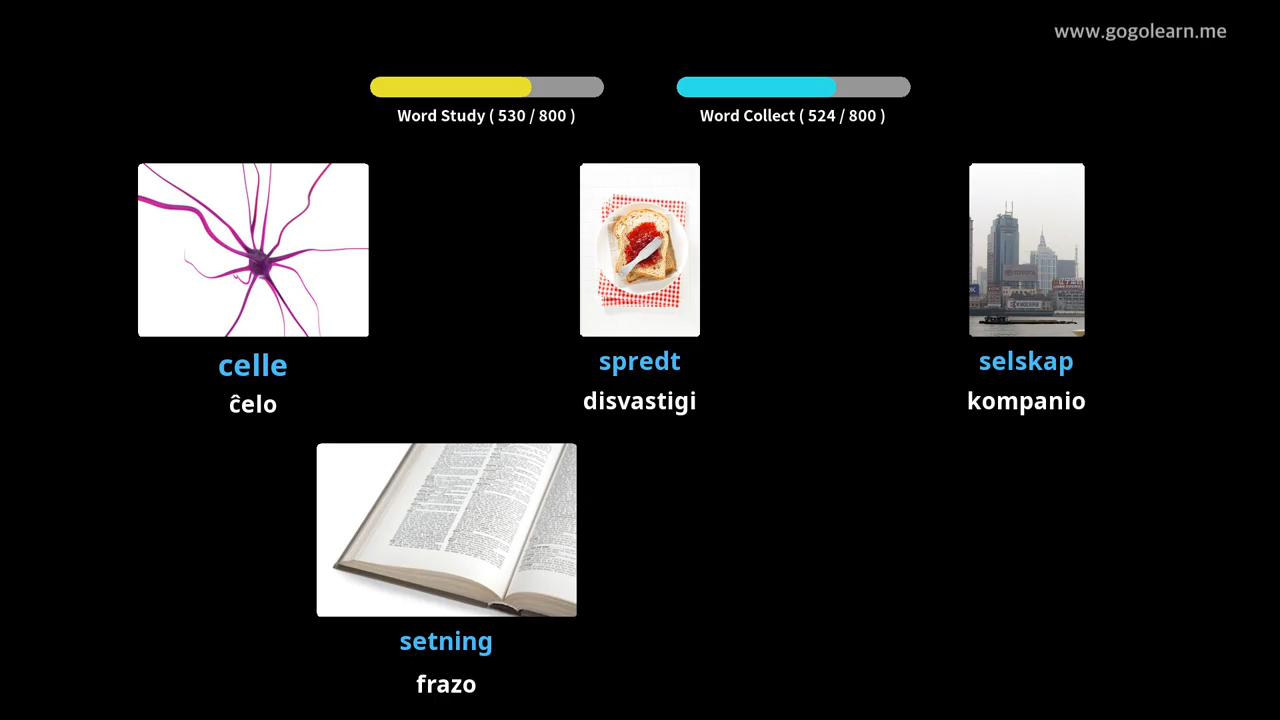 www.gogolearn.me
Word Study ( 530 / 800 )
Word Collect ( 524 / 800 )
TOYOTA
celle
spredt
selskap
ĉelo
disvastigi
kompanio
setning
frazo